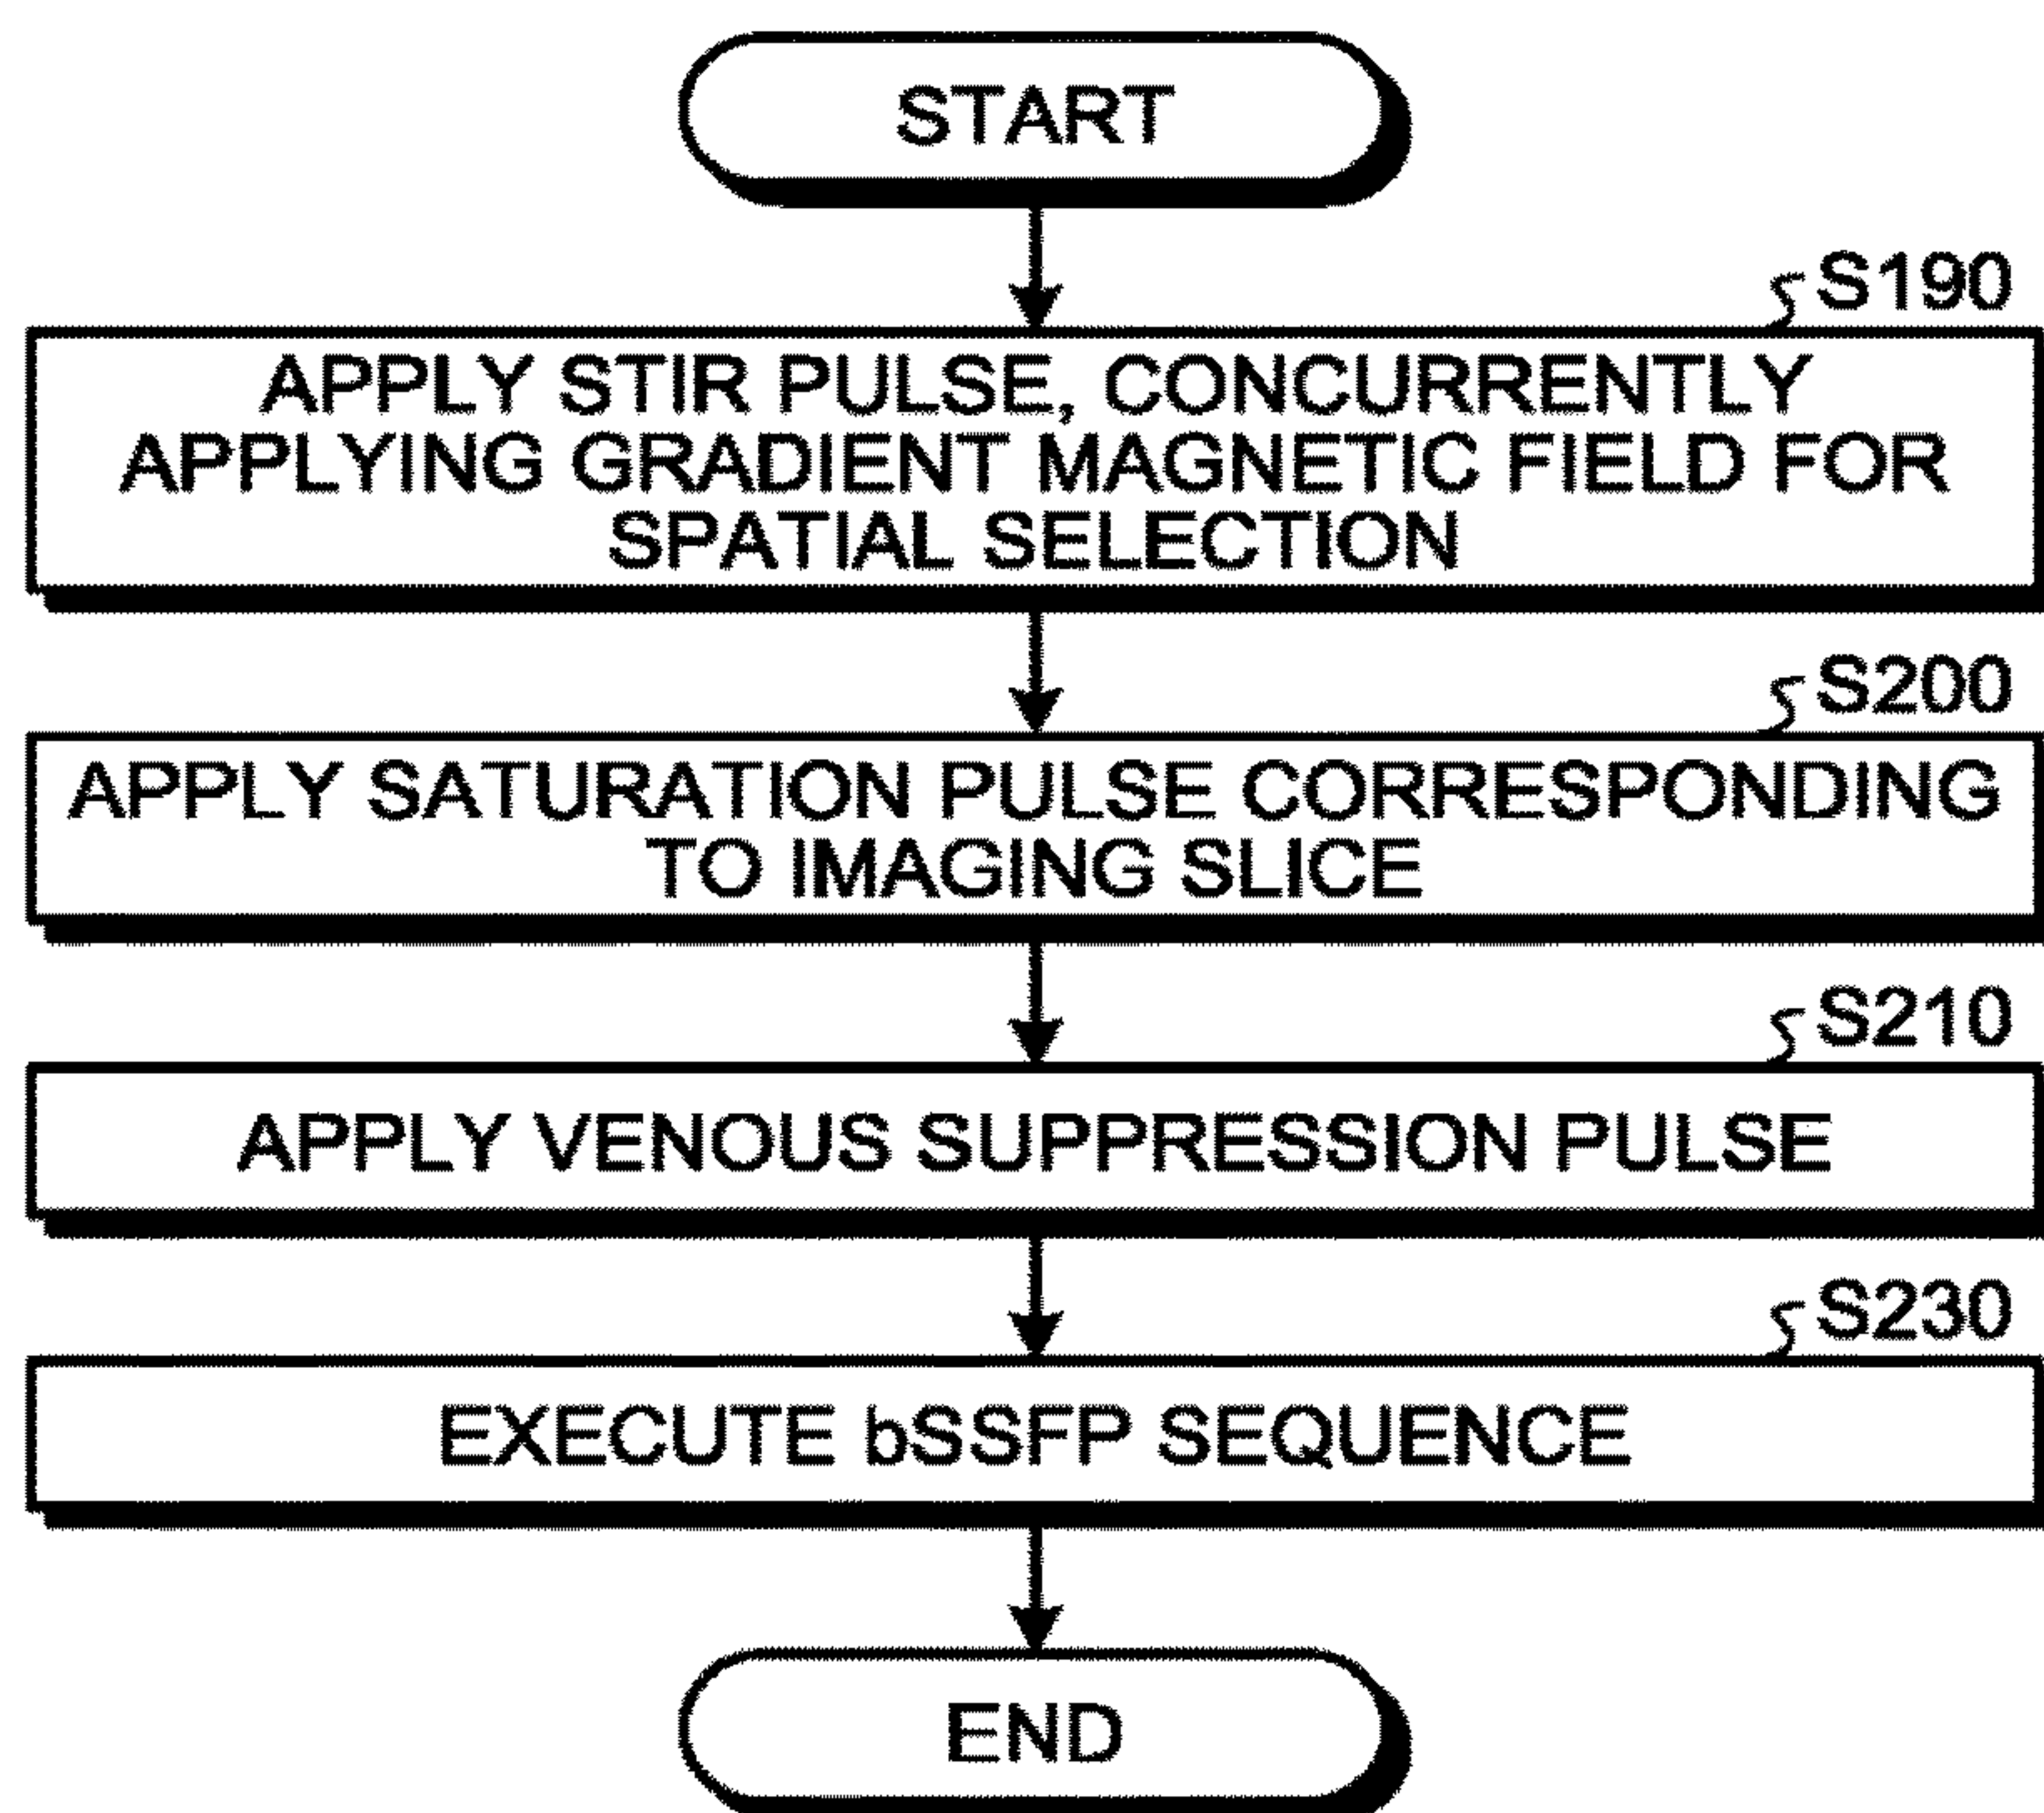 START
S190
APPLY STIR PULSE, CONCURRENTLY
APPLYING GRADIENT MAGNETIC FIELD FOR
SPATIAL SELECTION
S200
APPLY SATURATION PULSE CORRESPONDING
TO IMAGING SLICE
S210
APPLY VENOUS SUPPRESSION PULSE
S230
EXECUTE bSSFP SEQUENCE
END